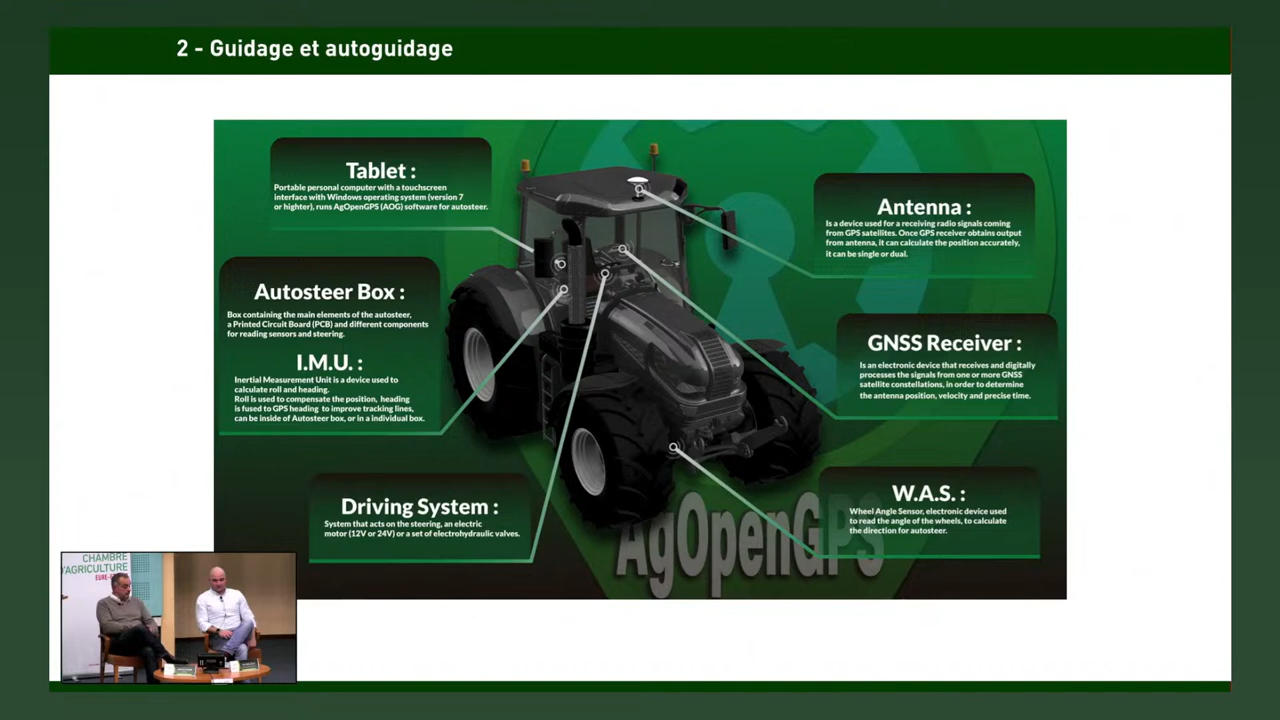 2 - Guidage et autoguidage
Tablet :
Portable personal computer with a touchscreen
interface with Windows operating system (version 7
or highter), runs AgOpenGPS (AOG) software for autosteer.
Autosteer Box :
Box containing the main elements of the autosteer,
a Printed Circuit Board (PCB) and different components
for reading sensors and steering.
I.M.U. :
Inertial Measurement Unit is a device used to
calculate roll and heading.
Roll is used to compensate the position, heading
is fused to GPS heading to improve tracking lines,
can be inside of Autosteer box, or in a individual box.
Driving System :
System that acts on the steering, an electric
motor (12V or 24V) or a set of electrohydraulic valves.
Antenna :
Is a device used for a receiving radio signals coming
from GPS satellites. Once GPS receiver obtains output
from antenna, it can calculate the position accurately,
it can be single or dual.
GNSS Receiver :
Is an electronic device that receives and digitally
processes the signals from one or more GNSS
satellite constellations, in order to determine
the antenna position, velocity and precise time.
W.A.S. :
Wheel Angle Sensor, electronic device used
to read the angle of the wheels, to calculate
the direction for autosteer.
AgOpenGPS
CHAMBRE
D'AGRICULTURE